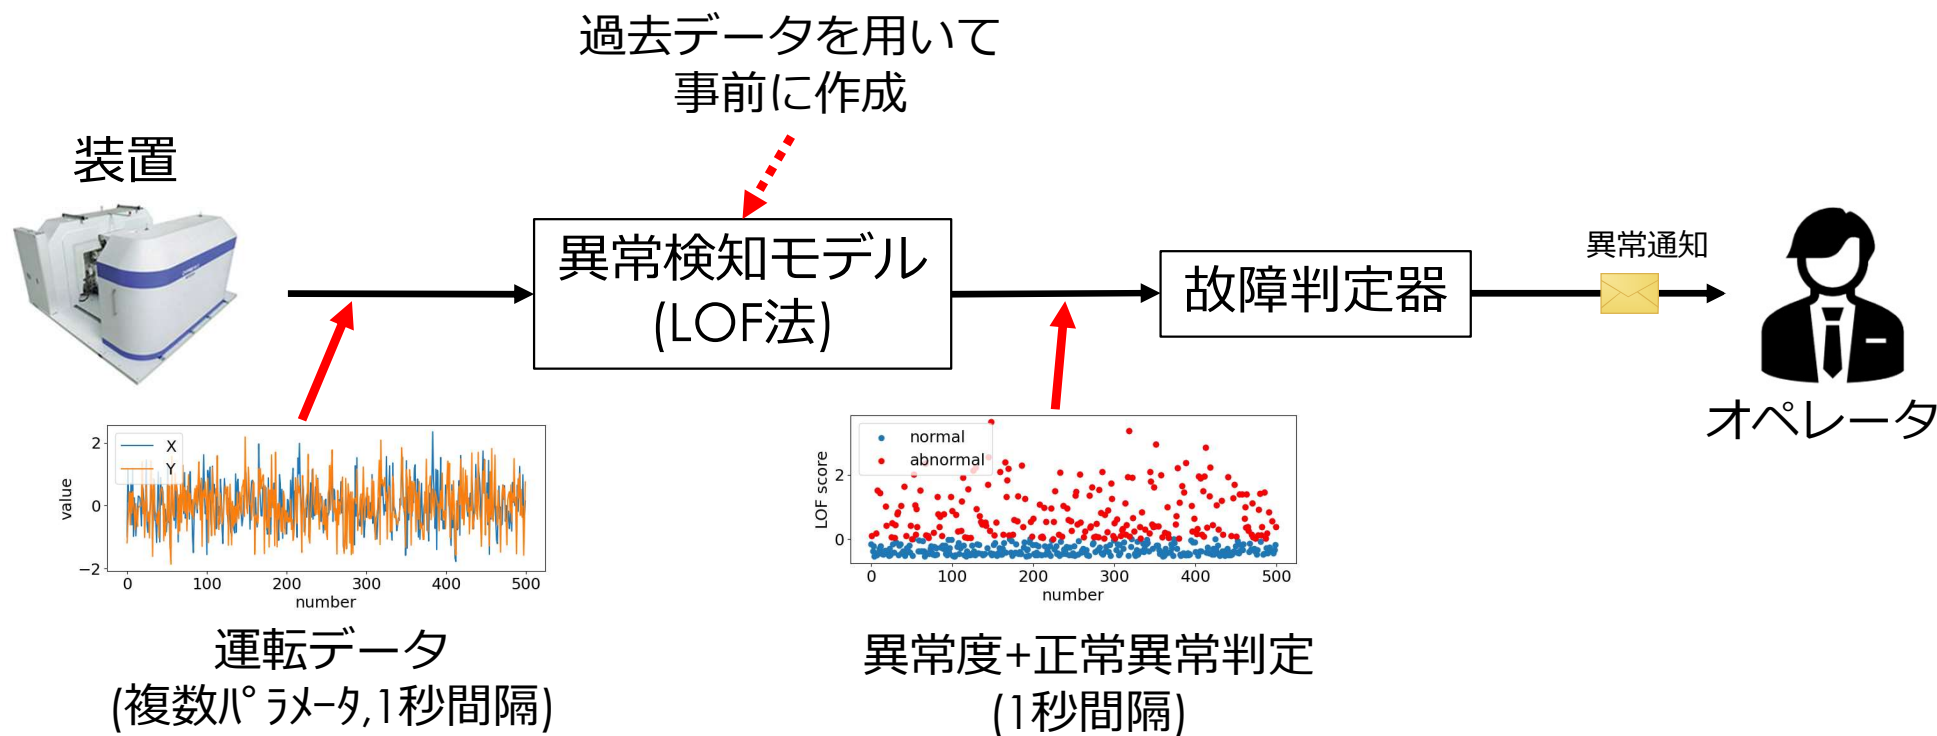 過去データを用いて
事前に作成
装置
異常検知モデル
(LOF法)
故障判定器
異常通知
オペレータ
X
Y
value
2
0
−2
0 100 200 300 400 500
number
運転データ
(複数ﾊﾟﾗﾒｰﾀ,1秒間隔)
normal
abnormal
LOF score
2
0
0 100 200 300 400 500
number
異常度+正常異常判定
(1秒間隔)